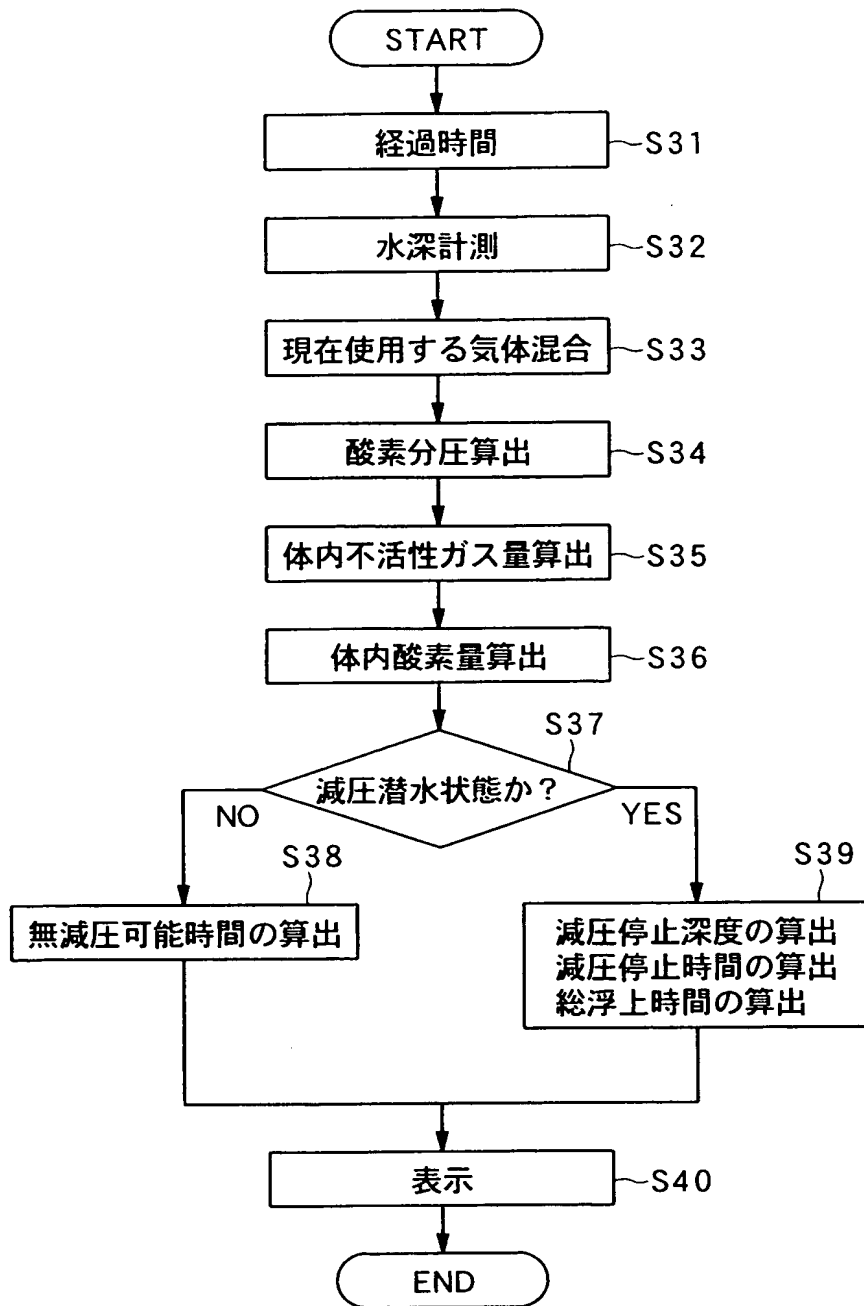 START
経過時間 S31
水深計測 S32
現在使用する気体混合 S33
酸素分圧算出 S34
体内不活性ガス量算出 S35
体内酸素量算出 S36
S37
減圧潜水状態か?
NO
YES
S38
無減圧可能時間の算出
S39
減圧停止深度の算出
減圧停止時間の算出
総浮上時間の算出
表示 S40
END